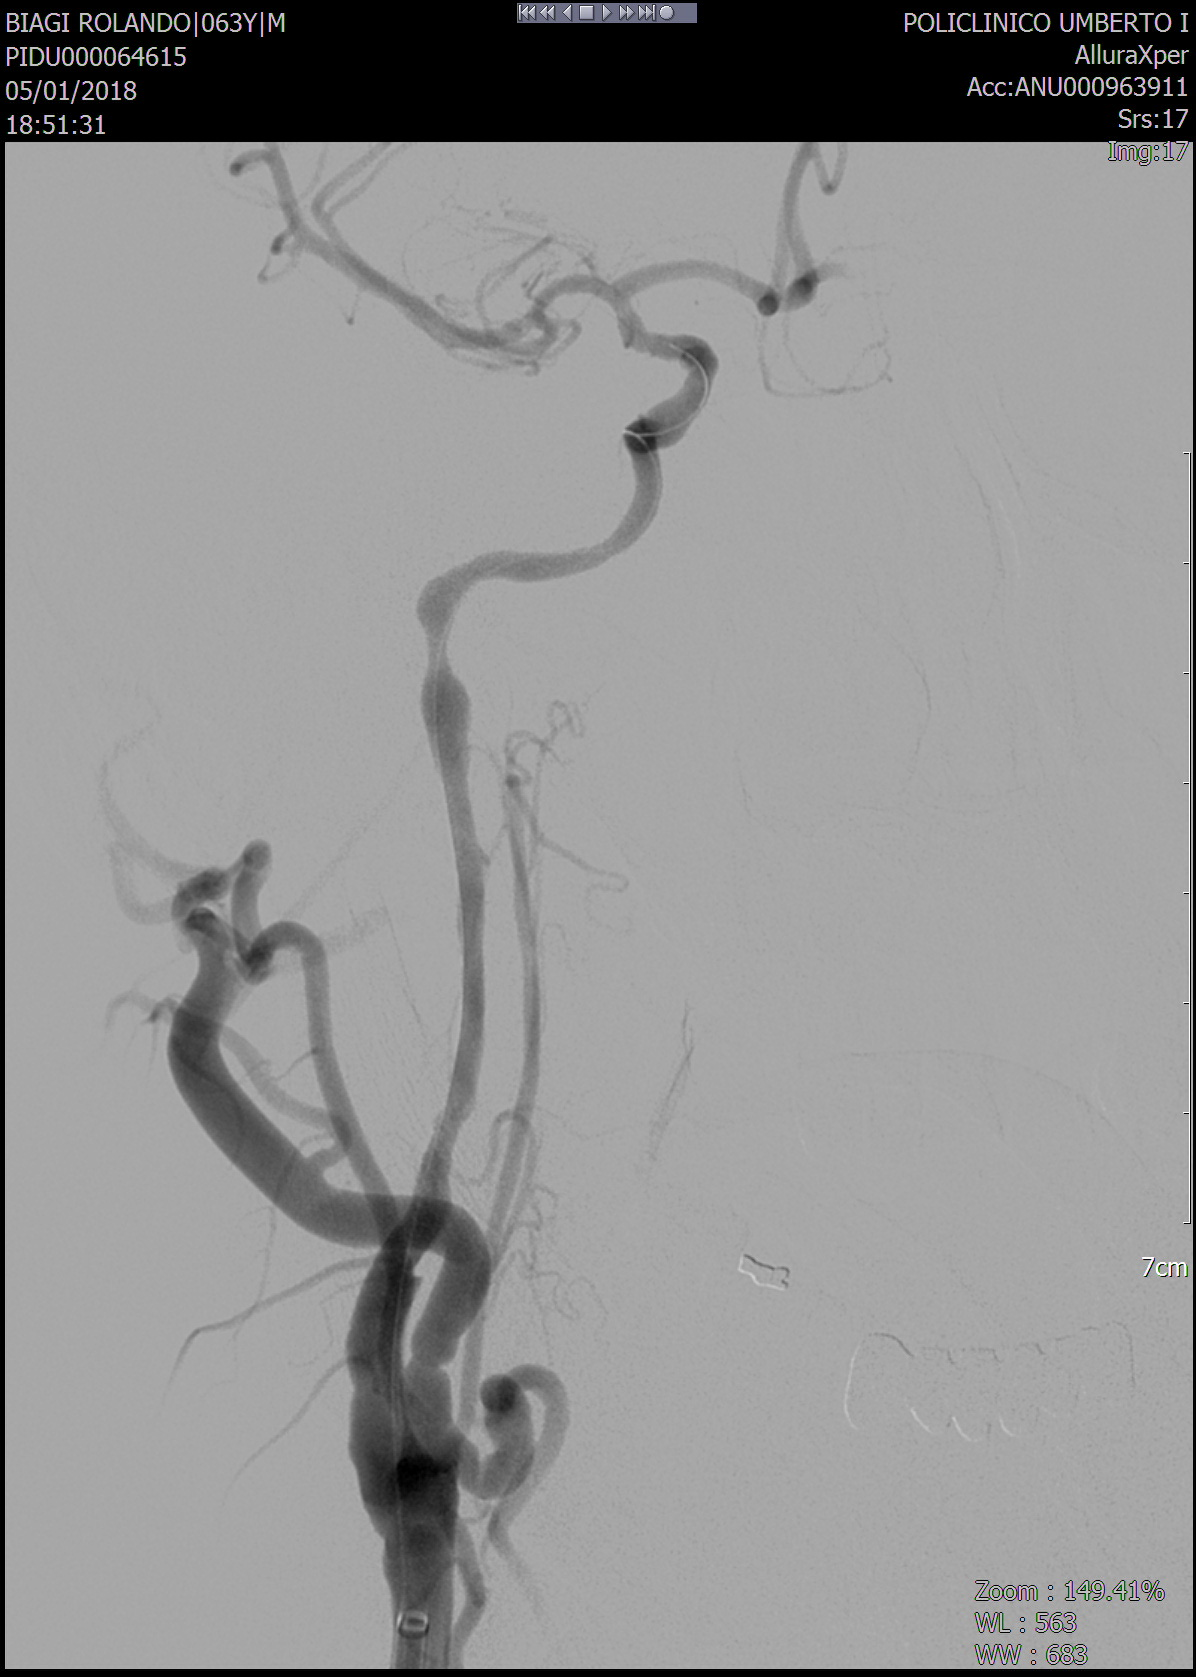 BIAGI ROLANDO|063Y|M
PIDU000064615
05/01/2018
18:51:31
POLICLINICO UMBERTO I
AlluraXper
Acc:ANU000963911
Srs:17
Img:17
7cm
Zoom : 149.41%
WL : 563
WW : 683